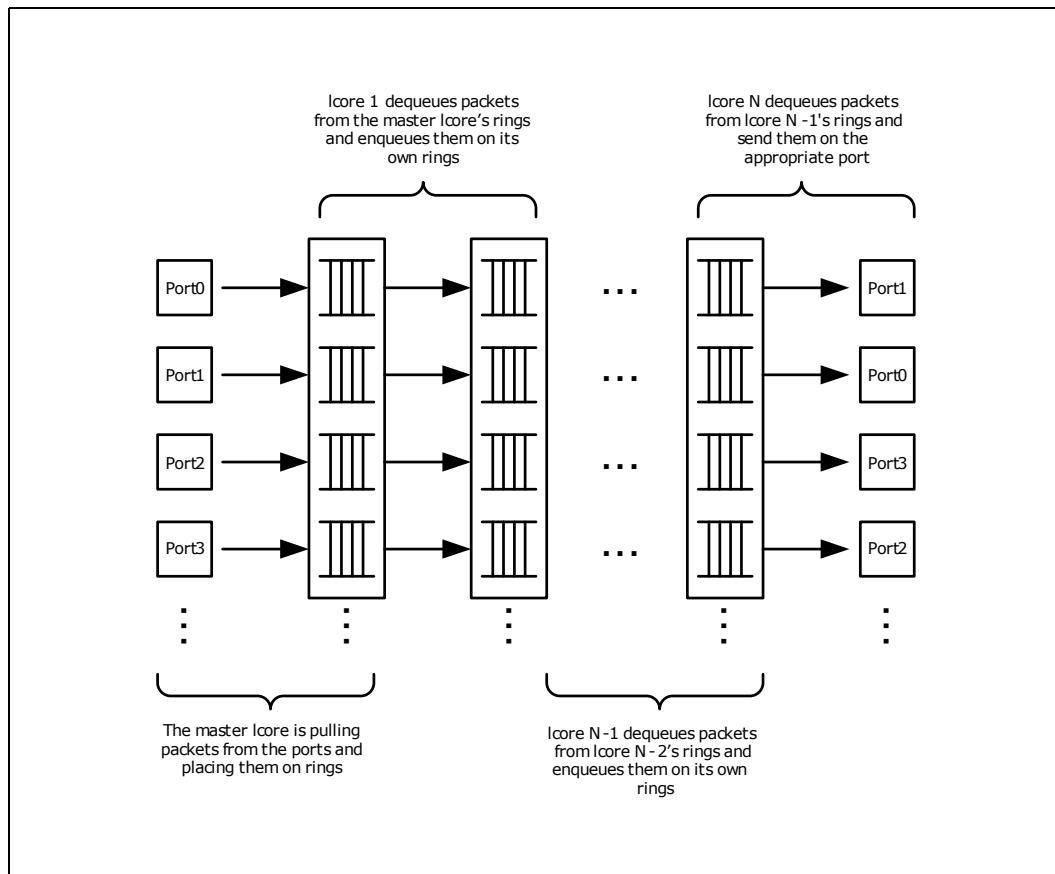 lcore 1 dequeues packets
from the master lcore's rings
and enqueues them on its
own rings
lcore N dequeues packets
from lcore N -1's rings and
send them on the
appropriate port
Port0
Port1
Port1
Port0
Port2
Port3
Port3
Port2
The master lcore is pulling
packets from the ports and
placing them on rings
lcore N-1 dequeues packets
from lcore N-2's rings and
enqueues them on its own
rings